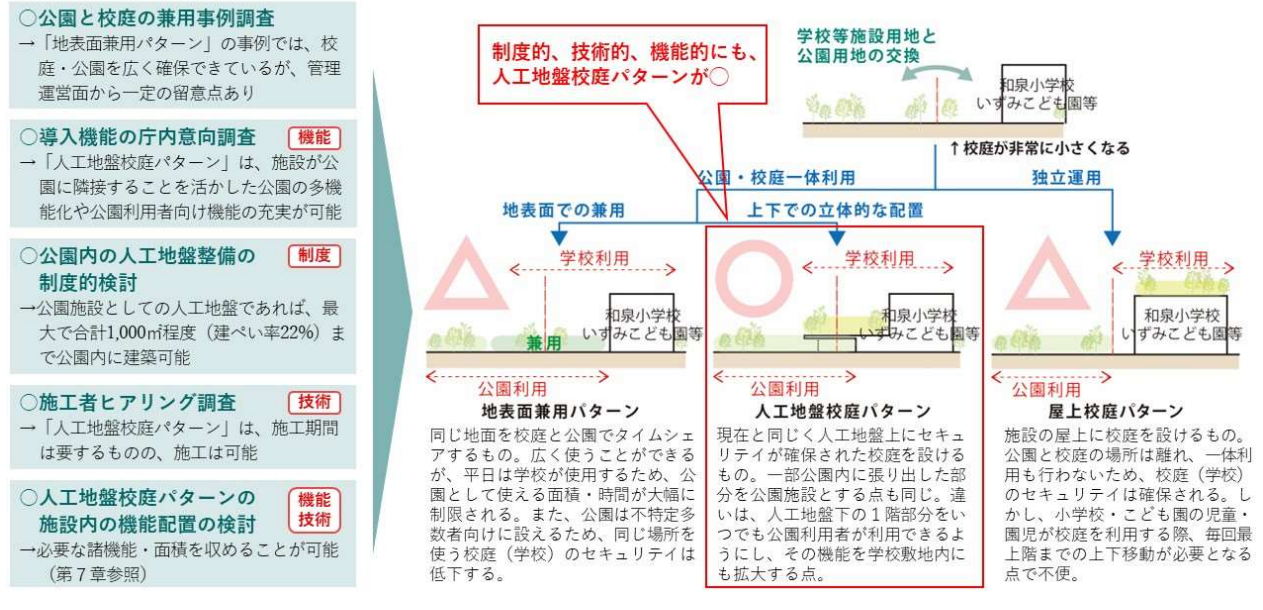 ○公園と校庭の兼用事例調査
→「地表面兼用パターン」の事例では、校
庭・公園を広く確保できているが、管理
運営面から一定の留意点あり
○導入機能の庁内意向調査
機能
→「人工地盤校庭パターン」は、施設が公
園に隣接することを活かした公園の多機
能化や公園利用者向け機能の充実が可能
○公園内の人工地盤整備の
制度的検討
制度
→公園施設としての人工地盤であれば、最
大で合計1,000㎡程度（建ぺい率22%）ま
で公園内に建築可能
○施工者ヒアリング調査
技術
→「人工地盤校庭パターン」は、施工期間
は要するものの、施工は可能
○人工地盤校庭パターンの
施設内の機能配置の検討
機能
技術
→必要な諸機能・面積を収めることが可能
（第７章参照）
制度的、技術的、機能的にも、
人工地盤校庭パターンが○
学校等施設用地と
公園用地の交換
和泉小学校
いずみこども園等
↑校庭が非常に小さくなる
公園・校庭一体利用
独立運用
地表面での兼用
上下での立体的な配置
学校利用
和泉小学校
いずみこども園等
兼用
公園利用
地表面兼用パターン
同じ地面を校庭と公園でタイムシェ
アするもの。広く使うことができる
が、平日は学校が使用するため、公
園として使える面積・時間が大幅に
制限される。また、公園は不特定多
数者向けに設えるため、同じ場所を
使う校庭（学校）のセキュリティは
低下する。
学校利用
和泉小学校
いずみこども園等
公園利用
人工地盤校庭パターン
現在と同じく人工地盤上にセキュ
リティが確保された校庭を設ける
もの。一部公園内に張り出した部
分を公園施設とする点も同じ。違
いは、人工地盤下の１階部分をい
つでも公園利用者が利用できるよ
うにし、その機能を学校敷地内に
も拡大する点。
学校利用
和泉小学校
いずみこども園等
公園利用
屋上校庭パターン
施設の屋上に校庭を設けるもの。
公園と校庭の場所は離れ、一体利
用も行わないため、校庭（学校）
のセキュリティは確保される。し
かし、小学校・こども園の児童・
園児が校庭を利用する際、毎回最
上階までの上下移動が必要となる
点で不便。